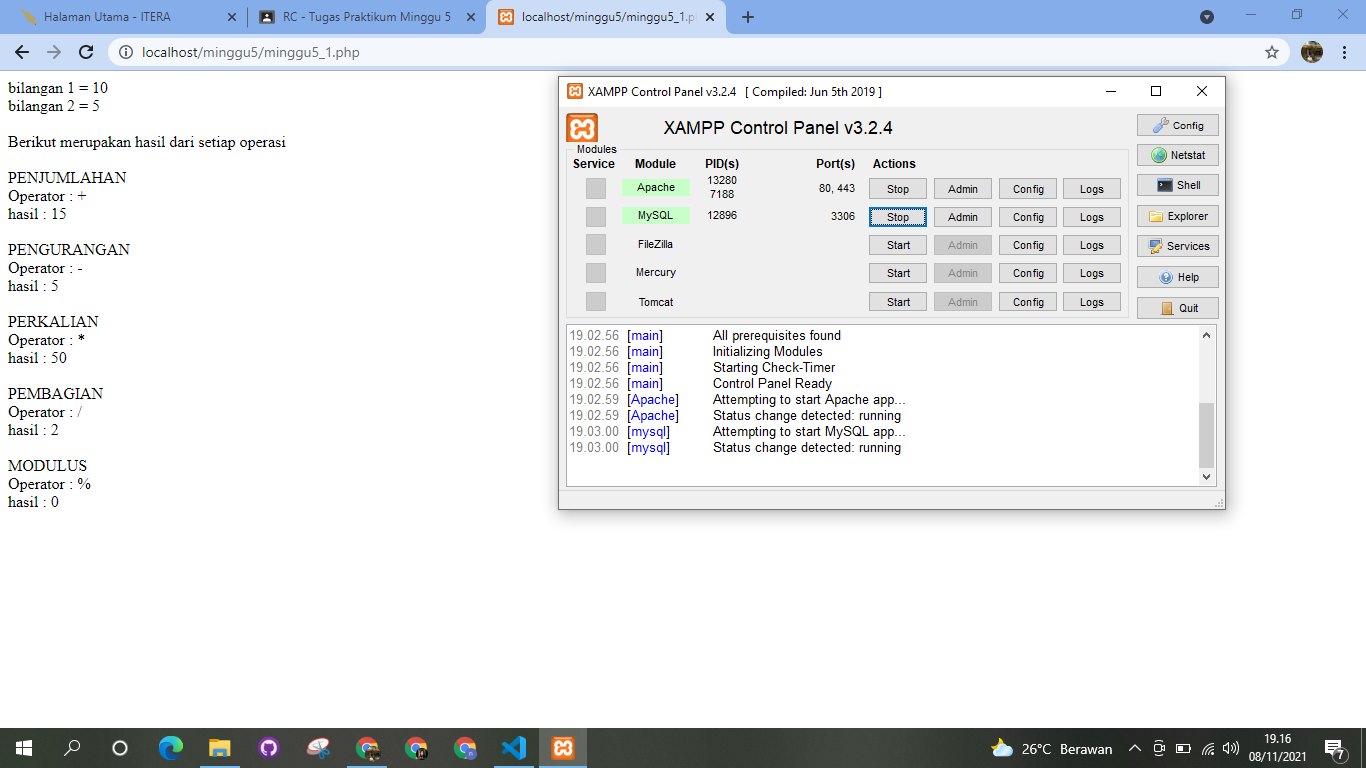 Halaman Utama - ITERA
RC - Tugas Praktikum Minggu 5
localhost/minggu5/minggu5_1.p
localhost/minggu5/minggu5_1.php
bilangan 1 = 10
bilangan 2 = 5
Berikut merupakan hasil dari setiap operasi
PENJUMLAHAN
Operator : +
hasil : 15
PENGURANGAN
Operator : -
hasil : 5
PERKALIAN
Operator : *
hasil : 50
PEMBAGIAN
Operator : /
hasil : 2
MODULUS
Operator : %
hasil : 0
XAMPP Control Panel v3.2.4 [ Compiled: Jun 5th 2019 ]
XAMPP Control Panel v3.2.4
Modules
Service Module PID(s) Port(s) Actions
Apache 13280 7188 80, 443 Stop Admin Config Logs
MySQL 12896 3306 Stop Admin Config Logs
FileZilla Start Admin Config Logs
Mercury Start Admin Config Logs
Tomcat Start Admin Config Logs
Config
Netstat
Shell
Explorer
Services
Help
Quit
19.02.56 [main] All prerequisites found
19.02.56 [main] Initializing Modules
19.02.56 [main] Starting Check-Timer
19.02.56 [main] Control Panel Ready
19.02.59 [Apache] Attempting to start Apache app...
19.02.59 [Apache] Status change detected: running
19.03.00 [mysql] Attempting to start MySQL app...
19.03.00 [mysql] Status change detected: running
26°C Berawan
19.16
08/11/2021
7